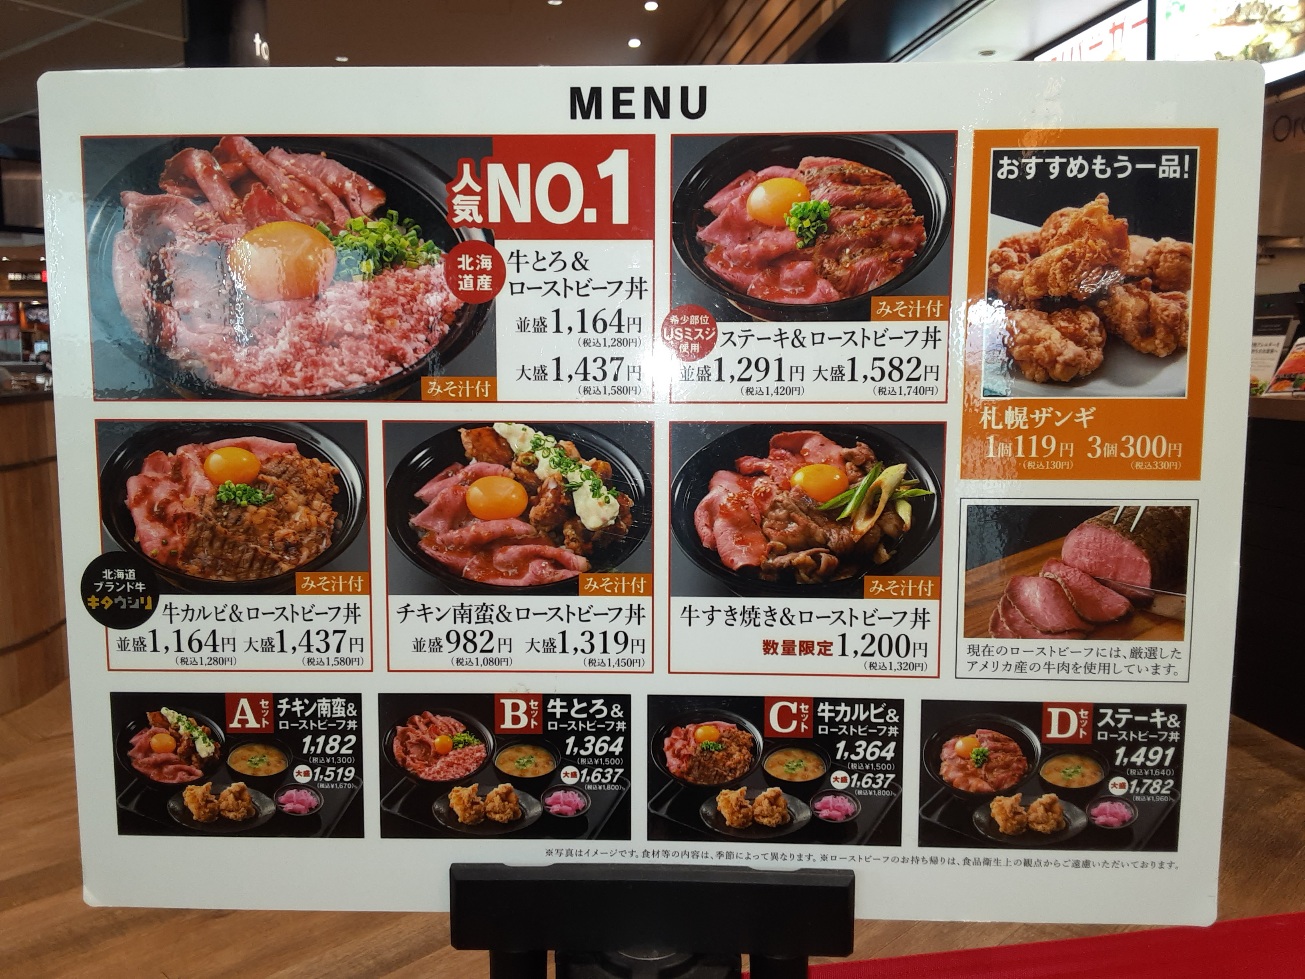 MENU
人気 NO.1
北海道産
牛とろ&
ローストビーフ丼
並盛1,164円
(税込1,280円)
大盛1,437円
(税込1,580円)
みそ汁付
みそ汁付
希少部位
USミスジ
使用
ステーキ&ローストビーフ丼
並盛1,291円 大盛1,582円
(税込1,420円) (税込1,740円)
おすすめもう一品!
札幌ザンギ
1個119円 3個300円
(税込130円) (税込330円)
みそ汁付
北海道
ブランド牛
キタウシリ
牛カルビ&ローストビーフ丼
並盛1,164円 大盛1,437円
(税込1,280円) (税込1,580円)
みそ汁付
チキン南蛮&ローストビーフ丼
並盛982円 大盛1,319円
(税込1,080円) (税込1,450円)
みそ汁付
牛すき焼き&ローストビーフ丼
数量限定1,200円
(税込1,320円)
現在のローストビーフには、厳選した
アメリカ産の牛肉を使用しています。
Aセット チキン南蛮&
ローストビーフ丼
1,182
(税込¥1,300)
大盛1,519
(税込¥1,670)
Bセット 牛とろ&
ローストビーフ丼
1,364
(税込¥1,500)
大盛1,637
(税込¥1,800)
Cセット 牛カルビ&
ローストビーフ丼
1,364
(税込¥1,500)
大盛1,637
(税込¥1,800)
Dセット ステーキ&
ローストビーフ丼
1,491
(税込¥1,640)
大盛1,782
(税込¥1,960)
※写真はイメージです。食材等の内容は、季節によって異なります。※ローストビーフのお持ち帰りは、食品衛生上の観点からご遠慮いただいております。